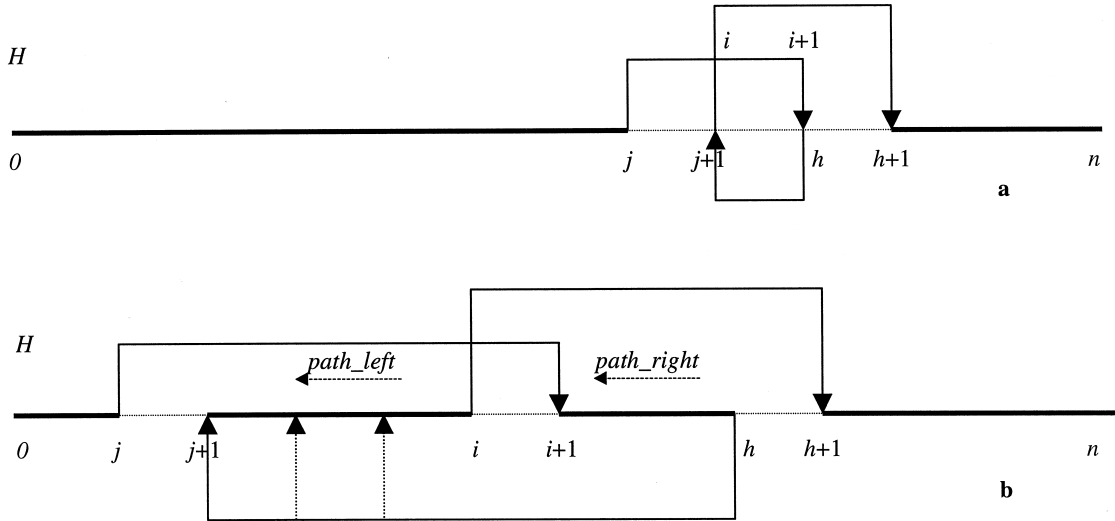 i i+1
H
0 j j+1 h h+1 n
a
H
path_left path_right
0 j j+1 i i+1 h h+1 n
b